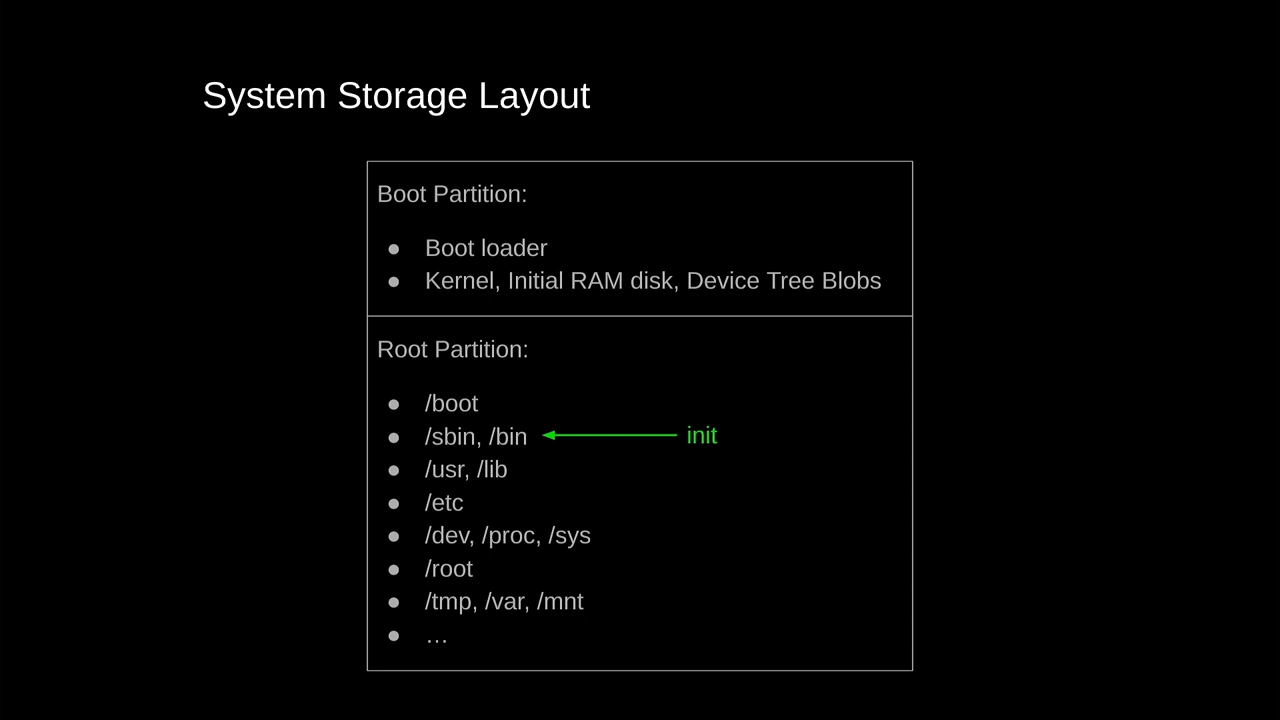 System Storage Layout
Boot Partition:
● Boot loader
● Kernel, Initial RAM disk, Device Tree Blobs
Root Partition:
● /boot
● /sbin, /bin init
● /usr, /lib
● /etc
● /dev, /proc, /sys
● /root
● /tmp, /var, /mnt
● …